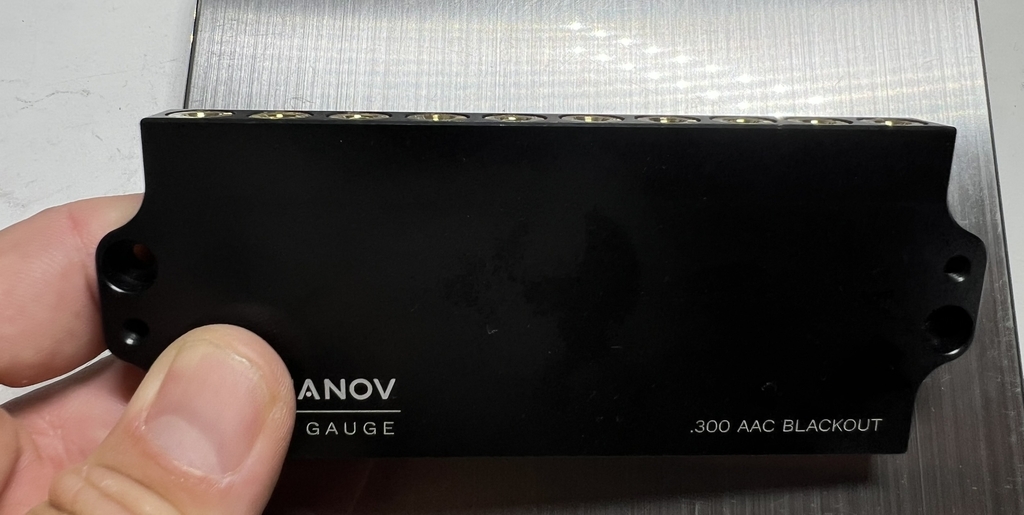 ANOV
GAUGE
.300 AAC BLACKOUT